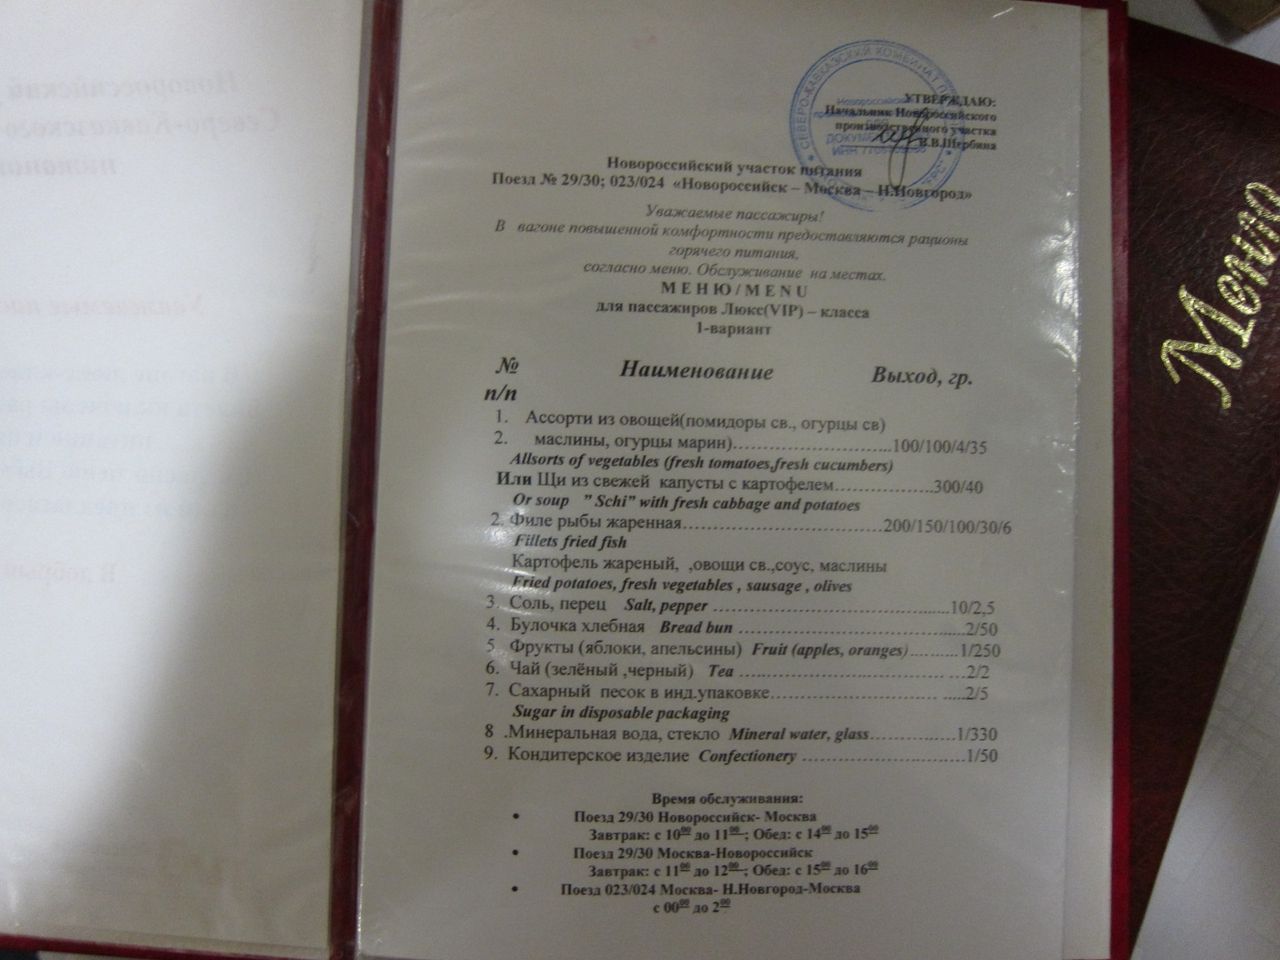 УТВЕРЖДАЮ:
Начальник Новороссийского
производственного участка
В.В.Щербина
Новороссийский участок питания
Поезд № 29/30; 023/024 «Новороссийск – Москва – Н.Новгород»
Уважаемые пассажиры!
В вагоне повышенной комфортности предоставляются рационы
горячего питания,
согласно меню. Обслуживание на местах.
М Е Н Ю / M E N U
для пассажиров Люкс(VIP) – класса
1-вариант
№ Наименование Выход, гр.
п/п
1. Ассорти из овощей(помидоры св., огурцы св)
2. маслины, огурцы марин)…………………………..100/100/4/35
Allsorts of vegetables (fresh tomatoes,fresh cucumbers)
Или Щи из свежей капусты с картофелем……………..300/40
Or soup ” Schi” with fresh cabbage and potatoes
2. Филе рыбы жаренная………………………………200/150/100/30/6
Fillets fried fish
Картофель жареный, ,овощи св.,соус, маслины
Fried potatoes, fresh vegetables , sausage , olives
3. Соль, перец Salt, pepper …………………………………......10/2,5
4. Булочка хлебная Bread bun ……………………………….....2/50
5. Фрукты (яблоки, апельсины) Fruit (apples, oranges)………..1/250
6. Чай (зелёный ,черный) Tea ………………………………… …2/2
7. Сахарный песок в инд.упаковке………………………… .....2/5
Sugar in disposable packaging
8 .Минеральная вода, стекло Mineral water, glass……………1/330
9. Кондитерское изделие Confectionery ………………………..1/50
Время обслуживания:
• Поезд 29/30 Новороссийск- Москва
Завтрак: с 10⁰⁰ до 11⁰⁰ ; Обед: с 14⁰⁰ до 15⁰⁰
• Поезд 29/30 Москва-Новороссийск
Завтрак: с 11⁰⁰ до 12⁰⁰ ; Обед: с 15⁰⁰ до 16⁰⁰
• Поезд 023/024 Москва- Н.Новгород-Москва
с 00⁰⁰ до 2⁰⁰
Меню